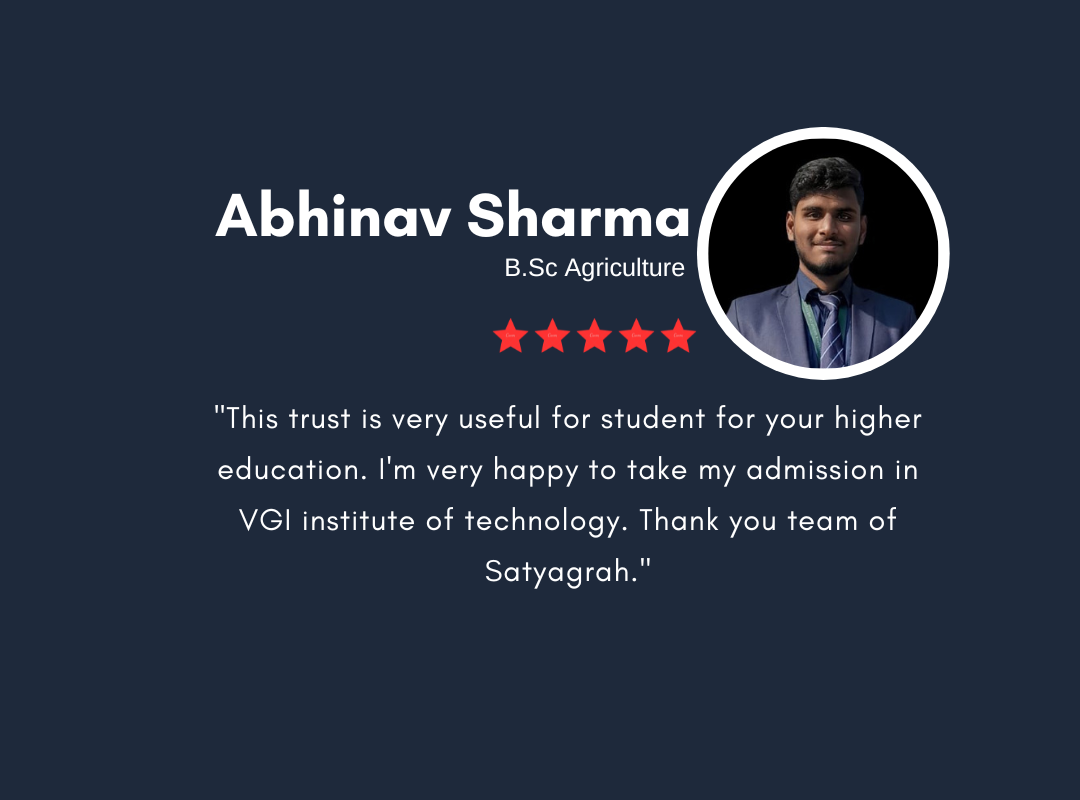 Abhinav Sharma
B.Sc Agriculture
"This trust is very useful for student for your higher
education. I'm very happy to take my admission in
VGI institute of technology. Thank you team of
Satyagrah."